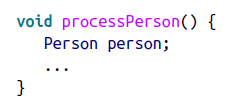 void processPerson() {
   Person person;
   ...
}